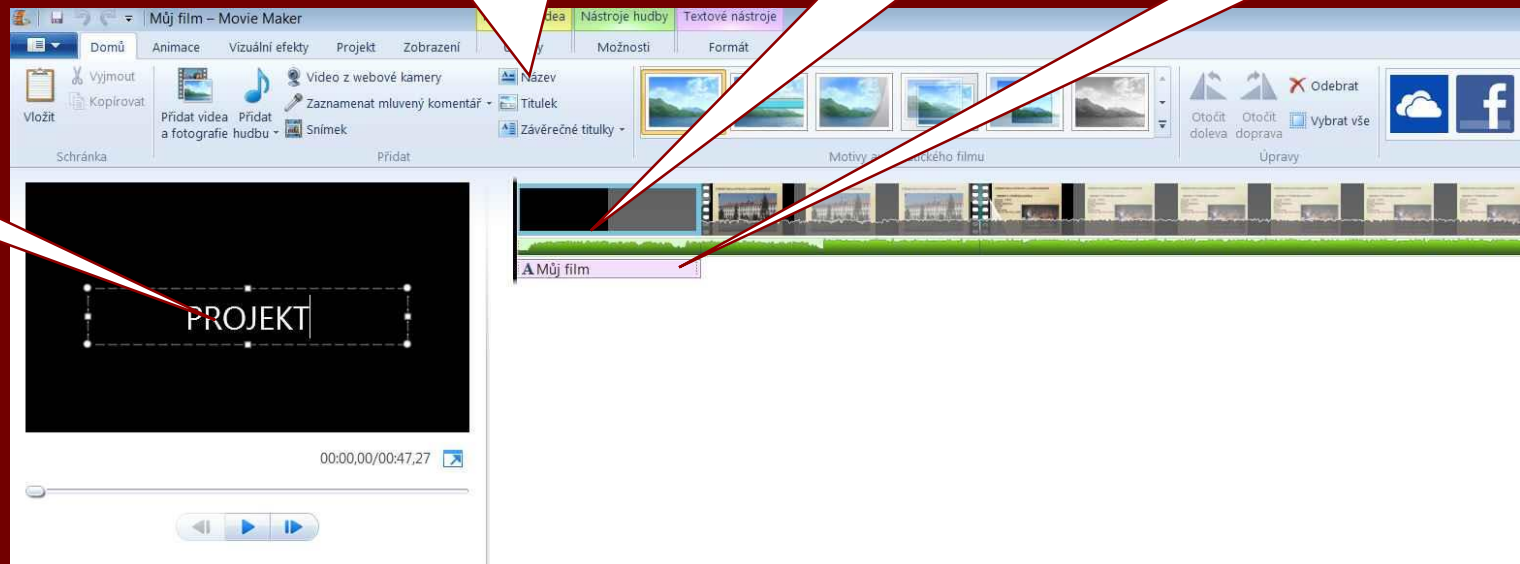 Můj film – Movie Maker
Nástroje hudby
Textové nástroje
Domů
Animace
Vizuální efekty
Projekt
Zobrazení
Možnosti
Formát
Vložit
Vyjmout
Kopírovat
Schránka
Přidat videa
a fotografie
Přidat
hudbu
Video z webové kamery
Zaznamenat mluvený komentář
Snímek
Přidat
Název
Titulek
Závěrečné titulky
Otočit
doleva
Otočit
doprava
Odebrat
Vybrat vše
Úpravy
Motivy
filmu
PROJEKT
00:00,00/00:47,27
A Můj film